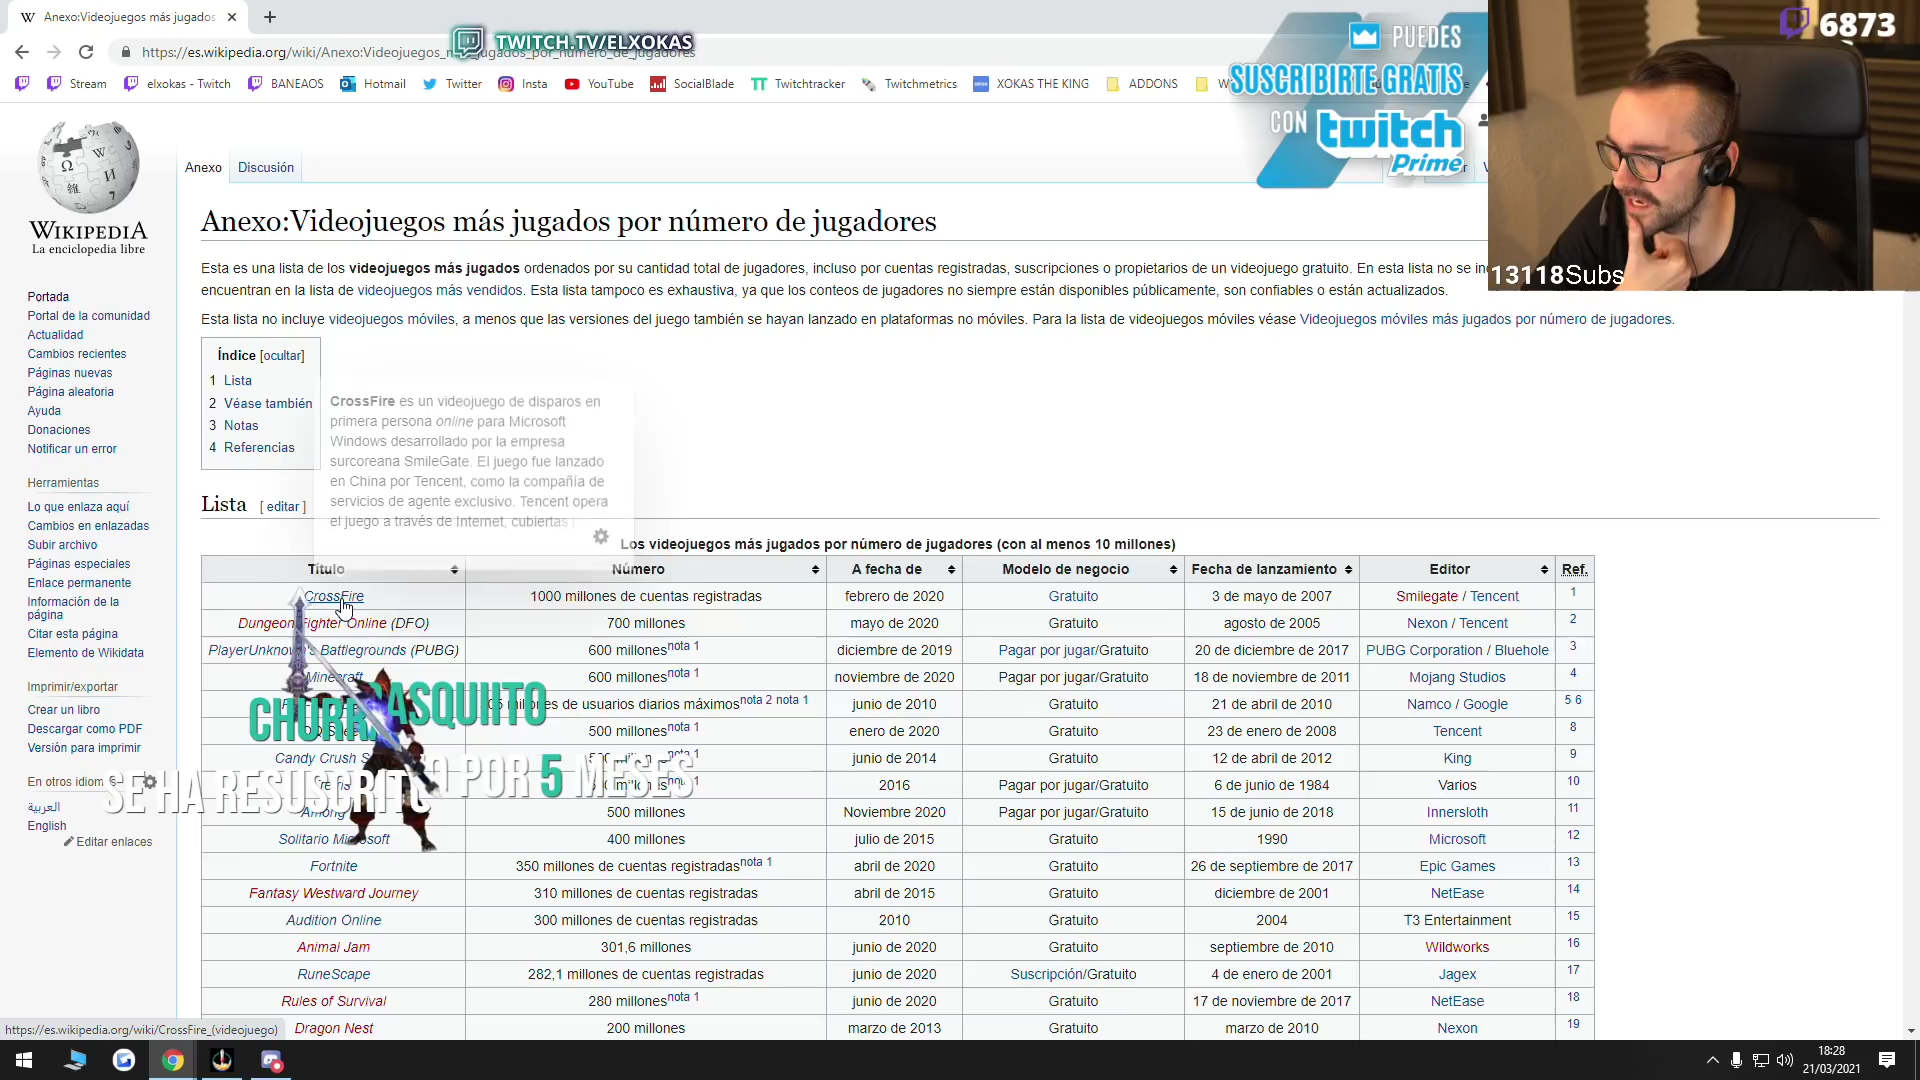 Anexo:Videojuegos más jugados
https://es.wikipedia.org/wiki/Anexo:Videojuegos_
ugados_por_número_de_jugadores
TWITCH.TV/ELXOKAS
Stream
elxokas - Twitch
BANEAOS
Hotmail
Twitter
Insta
YouTube
SocialBlade
Twitchtracker
Twitchmetrics
XOKAS THE KING
ADDONS
PUEDES
SUSCRIBIRTE GRATIS
CON twitch
Prime
6873
13118Subs
WIKIPEDIA
La enciclopedia libre
Anexo
Discusión
Anexo:Videojuegos más jugados por número de jugadores
Esta es una lista de los videojuegos más jugados ordenados por su cantidad total de jugadores, incluso por cuentas registradas, suscripciones o propietarios de un videojuego gratuito. En esta lista no se
encuentran en la lista de videojuegos más vendidos. Esta lista tampoco es exhaustiva, ya que los conteos de jugadores no siempre están disponibles públicamente, son confiables o están actualizados.
Esta lista no incluye videojuegos móviles, a menos que las versiones del juego también se hayan lanzado en plataformas no móviles. Para la lista de videojuegos móviles véase Videojuegos móviles más jugados por número de jugadores.
Portada
Portal de la comunidad
Actualidad
Cambios recientes
Páginas nuevas
Página aleatoria
Ayuda
Donaciones
Notificar un error
Herramientas
Lo que enlaza aquí
Cambios en enlazadas
Subir archivo
Páginas especiales
Enlace permanente
Información de la
página
Citar esta página
Elemento de Wikidata
Imprimir/exportar
Crear un libro
Descargar como PDF
Versión para imprimir
En otros idiom
العربية
English
Editar enlaces
Índice [ocultar]
1 Lista
2 Véase también
3 Notas
4 Referencias
CrossFire es un videojuego de disparos en
primera persona online para Microsoft
Windows desarrollado por la empresa
surcoreana SmileGate. El juego fue lanzado
en China por Tencent, como la compañía de
servicios de agente exclusivo. Tencent opera
el juego a través de Internet, cubiertas
Lista [ editar ]
Los videojuegos más jugados por número de jugadores (con al menos 10 millones)
Título Número A fecha de Modelo de negocio Fecha de lanzamiento Editor Ref.
CrossFire 1000 millones de cuentas registradas febrero de 2020 Gratuito 3 de mayo de 2007 Smilegate / Tencent 1
Dungeon Fighter Online (DFO) 700 millones mayo de 2020 Gratuito agosto de 2005 Nexon / Tencent 2
PlayerUnknown's Battlegrounds (PUBG) 600 millones nota 1 diciembre de 2019 Pagar por jugar/Gratuito 20 de diciembre de 2017 PUBG Corporation / Bluehole 3
Minecraft 600 millones nota 1 noviembre de 2020 Pagar por jugar/Gratuito 18 de noviembre de 2011 Mojang Studios 4
de usuarios diarios máximos nota 2 nota 1 junio de 2010 Gratuito 21 de abril de 2010 Namco / Google 5 6
500 millones nota 1 enero de 2020 Gratuito 23 de enero de 2008 Tencent 8
Candy Crush nota 1 junio de 2014 Gratuito 12 de abril de 2012 King 9
nota 1 2016 Pagar por jugar/Gratuito 6 de junio de 1984 Varios 10
Among 500 millones Noviembre 2020 Pagar por jugar/Gratuito 15 de junio de 2018 Innersloth 11
Solitario Microsoft 400 millones julio de 2015 Gratuito 1990 Microsoft 12
Fortnite 350 millones de cuentas registradas nota 1 abril de 2020 Gratuito 26 de septiembre de 2017 Epic Games 13
Fantasy Westward Journey 310 millones de cuentas registradas abril de 2015 Gratuito diciembre de 2001 NetEase 14
Audition Online 300 millones de cuentas registradas 2010 Gratuito 2004 T3 Entertainment 15
Animal Jam 301,6 millones junio de 2020 Gratuito septiembre de 2010 Wildworks 16
RuneScape 282,1 millones de cuentas registradas junio de 2020 Suscripción/Gratuito 4 de enero de 2001 Jagex 17
Rules of Survival 280 millones nota 1 junio de 2020 Gratuito 17 de noviembre de 2017 NetEase 18
Dragon Nest 200 millones marzo de 2013 Gratuito marzo de 2010 Nexon 19
CHURRASQUIITO
SE HA RESUSCRITO POR 5 MESES
https://es.wikipedia.org/wiki/CrossFire_(videojuego)
18:28
21/03/2021